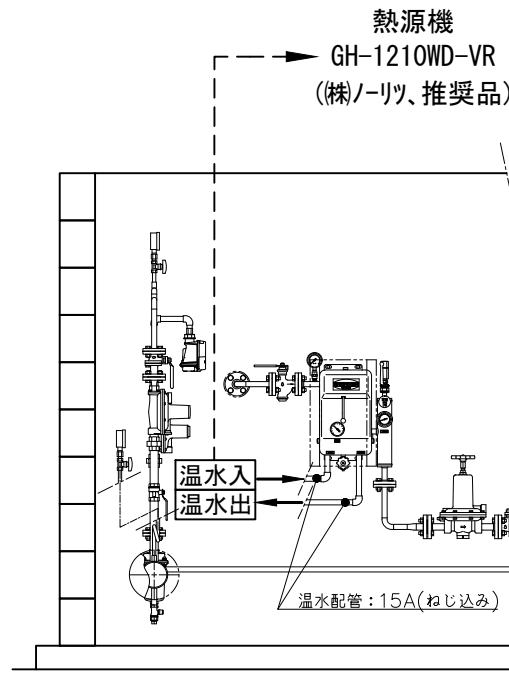 熱源機
GH-1210WD-VR
((株)ノーリツ、推奨品)
温水入
温水出
温水配管：15A(ねじ込み)